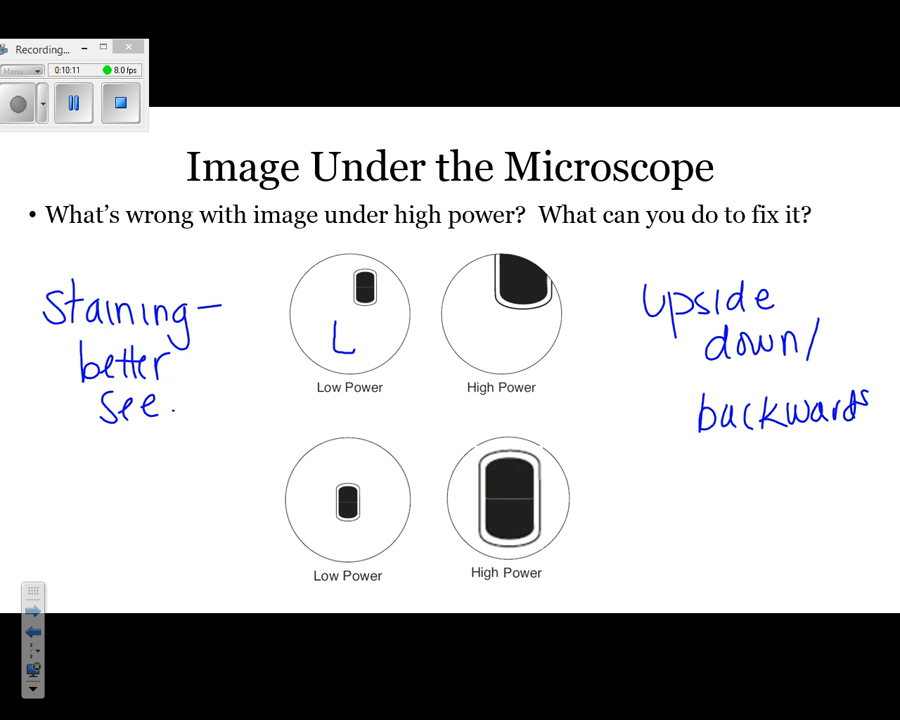 Recording...
Menu
0:10:11
8.0 fps
Image Under the Microscope
• What's wrong with image under high power? What can you do to fix it?
Staining-
better
see.
L
upside
down/
backwards
Low Power
High Power
Low Power
High Power